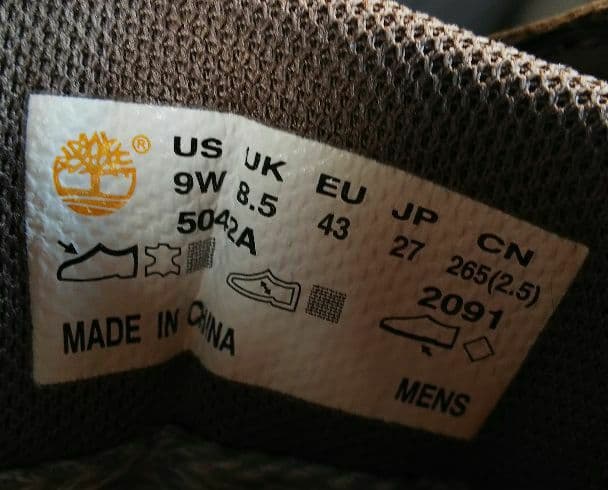 ®
US UK EU JP CN
9W 8.5 43 27 265(2.5)
5042A 2091
MADE IN CHINA
MENS